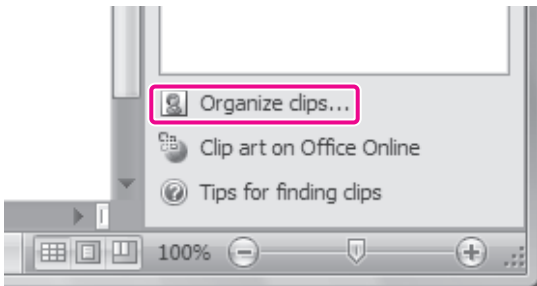 Organize clips...
Clip art on Office Online
Tips for finding clips
100%